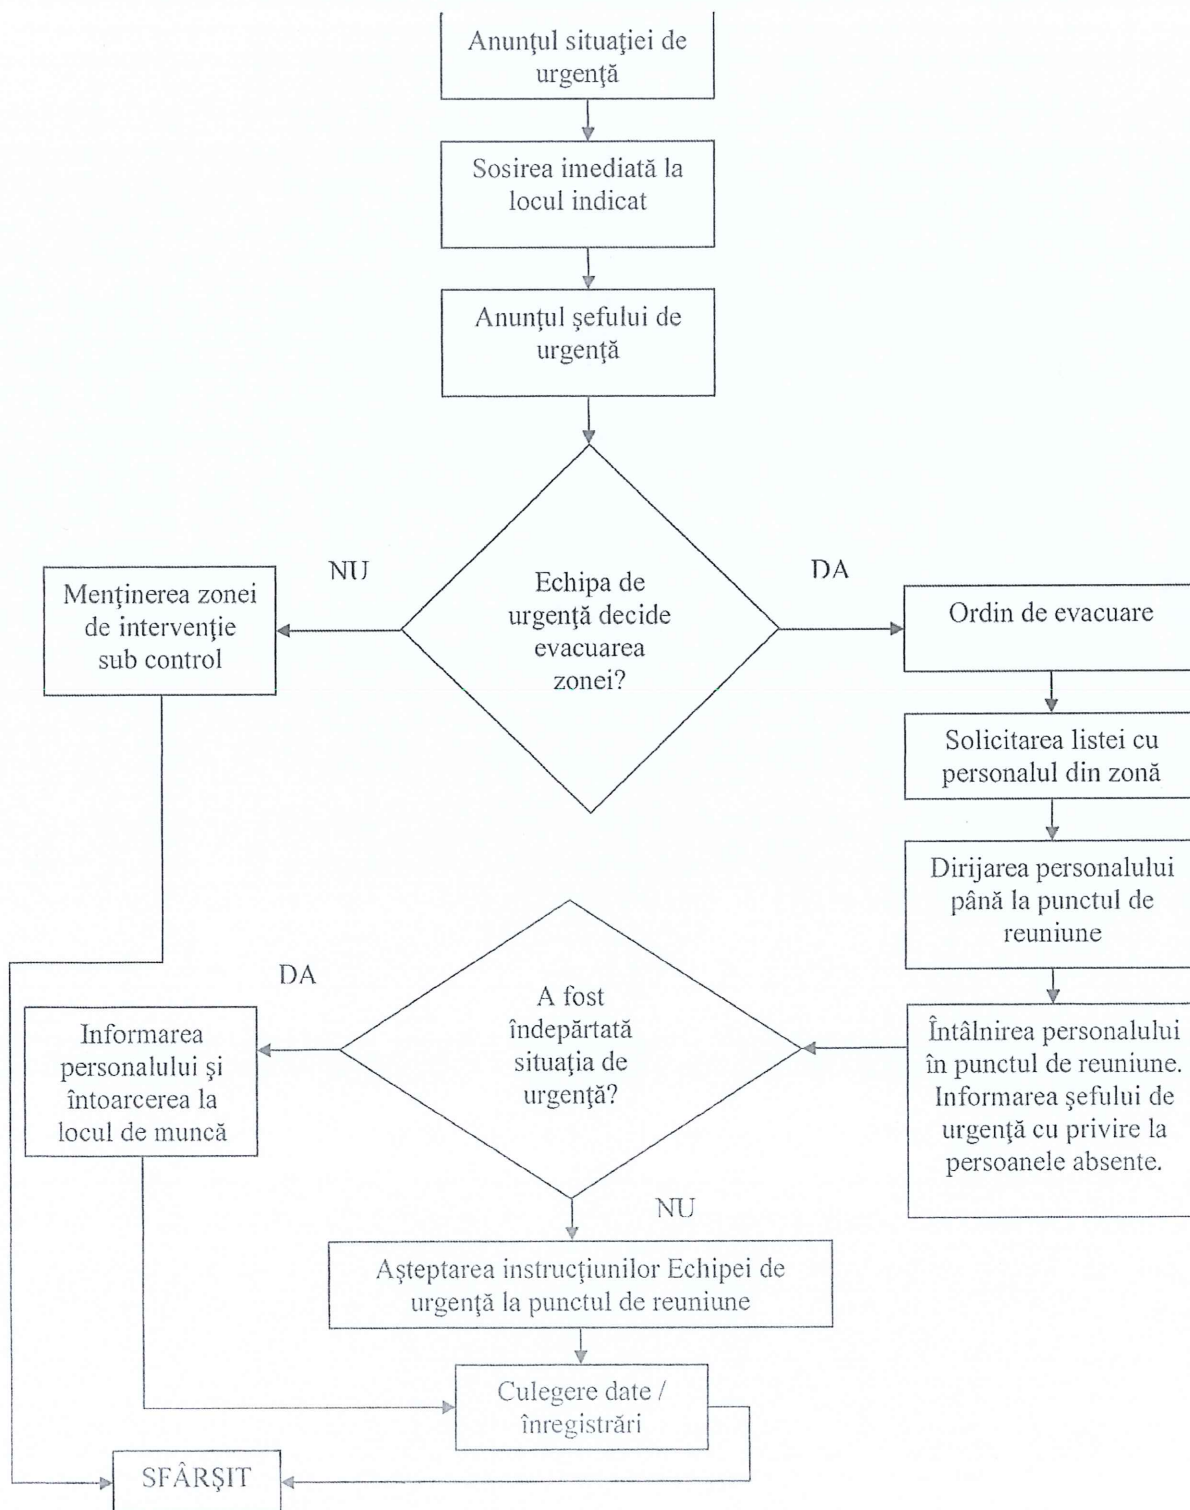 Anunţul situaţiei de
urgenţă
Sosirea imediată la
locul indicat
Anunţul şefului de
urgenţă
NU
DA
Echipa de
urgenţă decide
evacuarea
zonei?
Menţinerea zonei
de intervenţie
sub control
Ordin de evacuare
Solicitarea listei cu
personalul din zonă
Dirijarea personalului
până la punctul de
reuniune
DA
A fost
îndepărtată
situaţia de
urgenţă?
Informarea
personalului şi
întoarcerea la
locul de muncă
Întâlnirea personalului
în punctul de reuniune.
Informarea şefului de
urgenţă cu privire la
persoanele absente.
NU
Aşteptarea instrucţiunilor Echipei de
urgenţă la punctul de reuniune
Culegere date /
înregistrări
SFÂRŞIT